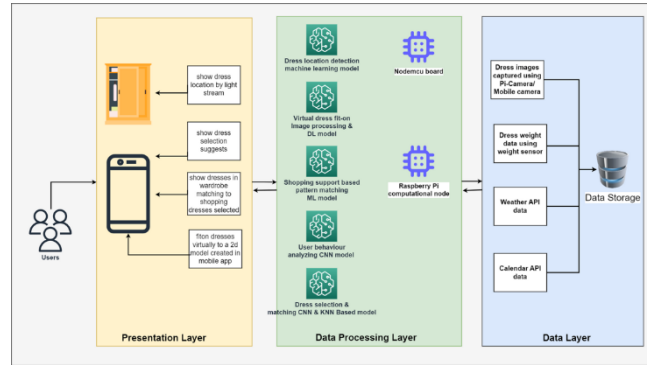 show dress
location by light
stream
show dress
selection
suggests
show dresses in
wardrobe
matching to
shopping
dresses selected
fiton dresses
virtually to a 2d
model created in
mobile app
Users
Presentation Layer
Dress location detection
machine learning model
Virtual dress fit-on
Image processing &
DL model
Shopping support based
pattern matching
ML model
User behaviour
analyzing CNN model
Dress selection &
matching CNN & KNN Based model
Nodemcu board
Raspberry Pi
computational node
Data Processing Layer
Dress images
captured using
Pi-Camera/
Mobile camera
Dress weight
data using
weight sensor
Weather API
data
Calendar API
data
Data Storage
Data Layer